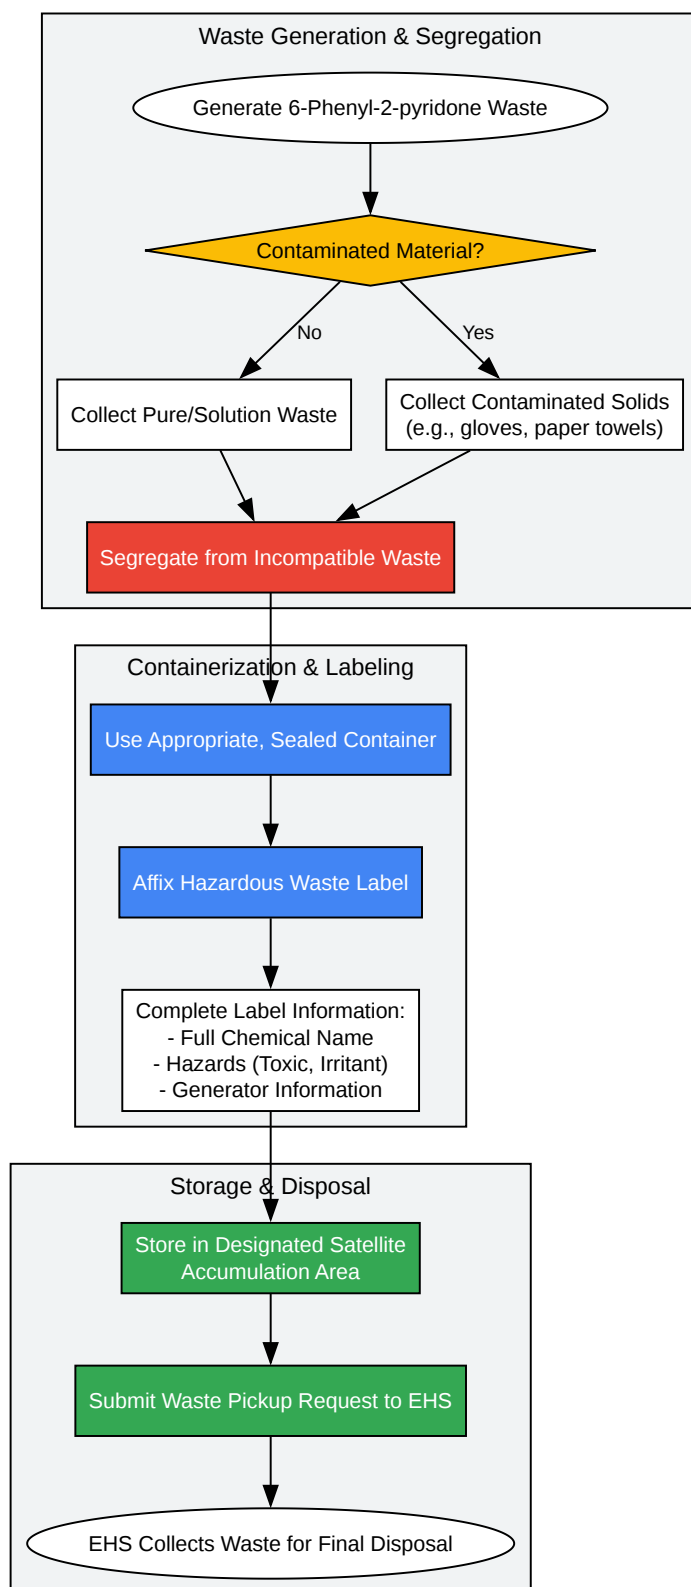 Waste Generation & Segregation
Generate 6-Phenyl-2-pyridone Waste
Contaminated Material?
No
Yes
Collect Pure/Solution Waste
Collect Contaminated Solids
(e.g., gloves, paper towels)
Segregate from Incompatible Waste
Containerization & Labeling
Use Appropriate, Sealed Container
Affix Hazardous Waste Label
Complete Label Information:
- Full Chemical Name
- Hazards (Toxic, Irritant)
- Generator Information
Storage & Disposal
Store in Designated Satellite
Accumulation Area
Submit Waste Pickup Request to EHS
EHS Collects Waste for Final Disposal